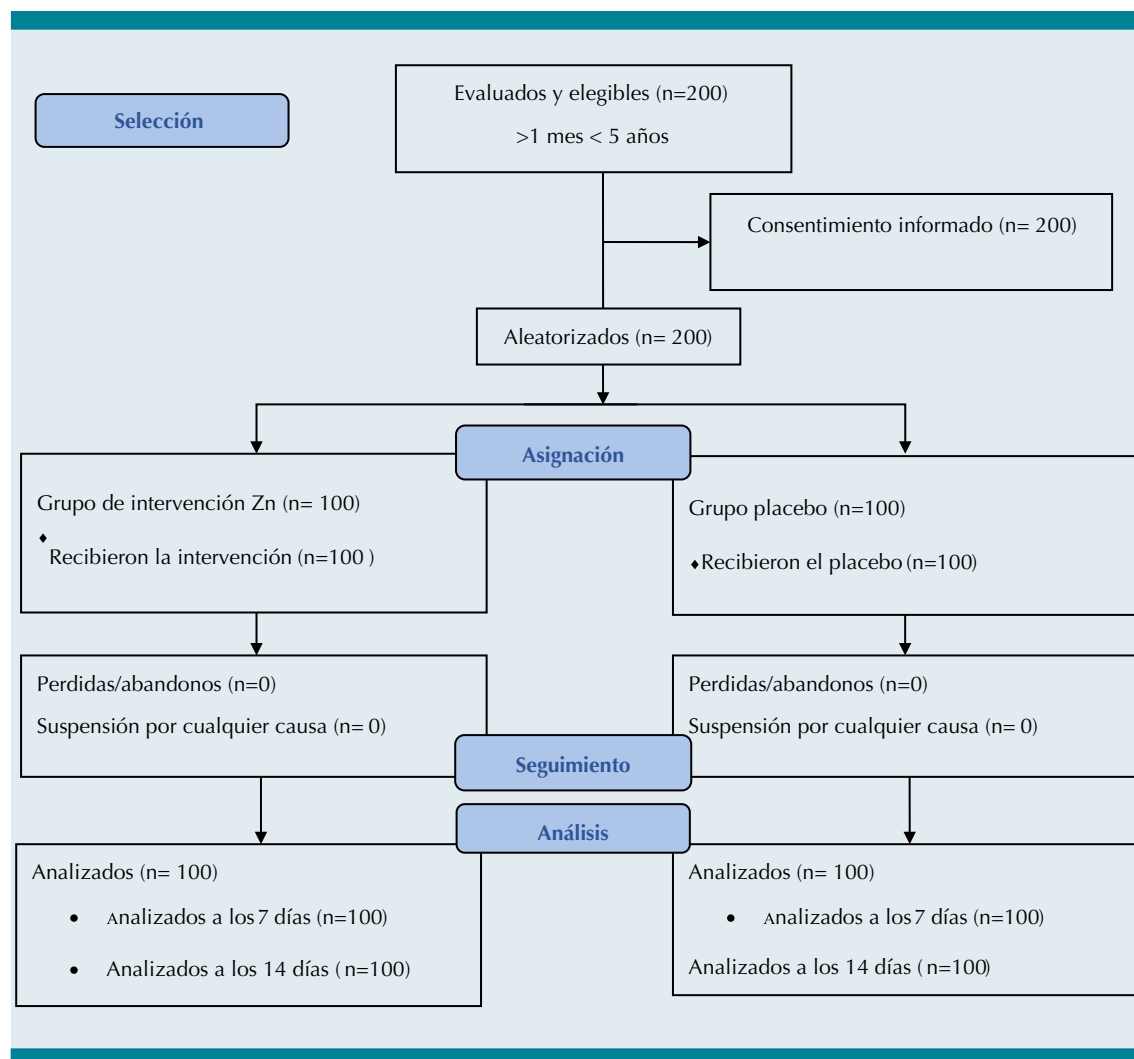 Selección
Evaluados y elegibles (n=200)
>1 mes < 5 años
Consentimiento informado (n= 200)
Aleatorizados (n= 200)
Asignación
Grupo de intervención Zn (n= 100)
♦ Recibieron la intervención (n=100 )
Grupo placebo (n=100)
♦Recibieron el placebo (n=100)
Perdidas/abandonos (n=0)
Suspensión por cualquier causa (n= 0)
Perdidas/abandonos (n=0)
Suspensión por cualquier causa (n= 0)
Seguimiento
Análisis
Analizados (n= 100)
• Analizados a los 7 días (n=100)
• Analizados a los 14 días (n=100)
Analizados (n= 100)
• Analizados a los 7 días (n=100)
Analizados a los 14 días (n=100)